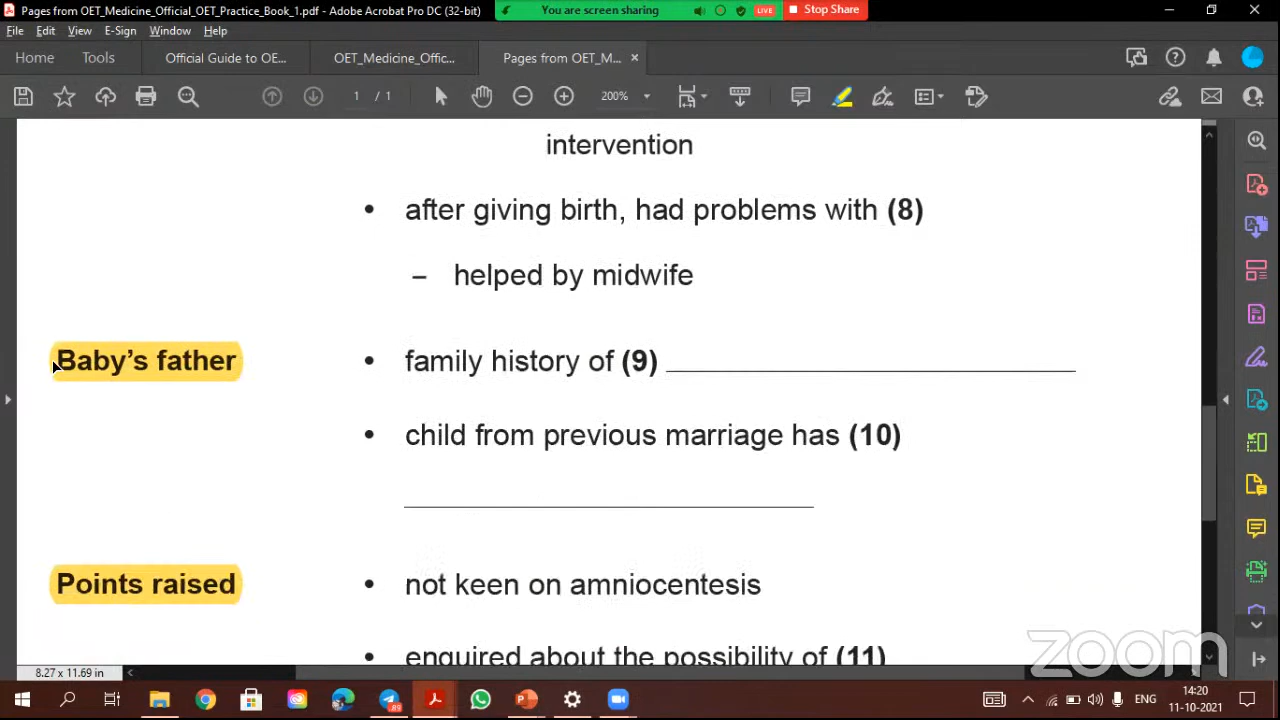 Pages from OET_Medicine_Official_OET_Practice_Book_1.pdf - Adobe Acrobat Pro DC (32-bit)
You are screen sharing
LIVE
Stop Share
File Edit View E-Sign Window Help
Home Tools Official Guide to OE... OET_Medicine_Offic... Pages from OET_M...
1 / 1 200%
intervention
• after giving birth, had problems with (8)
– helped by midwife
Baby's father • family history of (9) ____________________
• child from previous marriage has (10)
____________________
Points raised • not keen on amniocentesis
• enquired about the possibility of (11)
zoom
8.27 x 11.69 in
89
ENG
14:20
11-10-2021